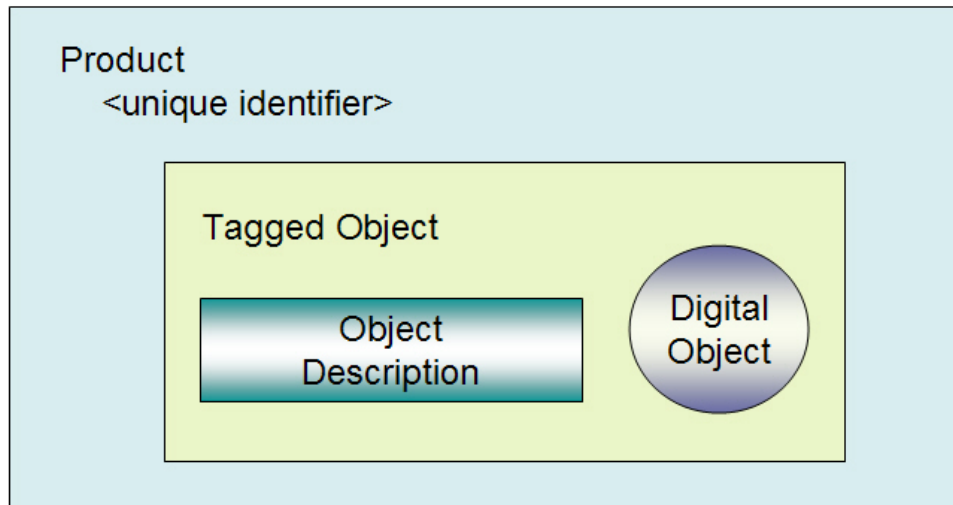 Product
<unique identifier>
Tagged Object
Object
Description
Digital
Object